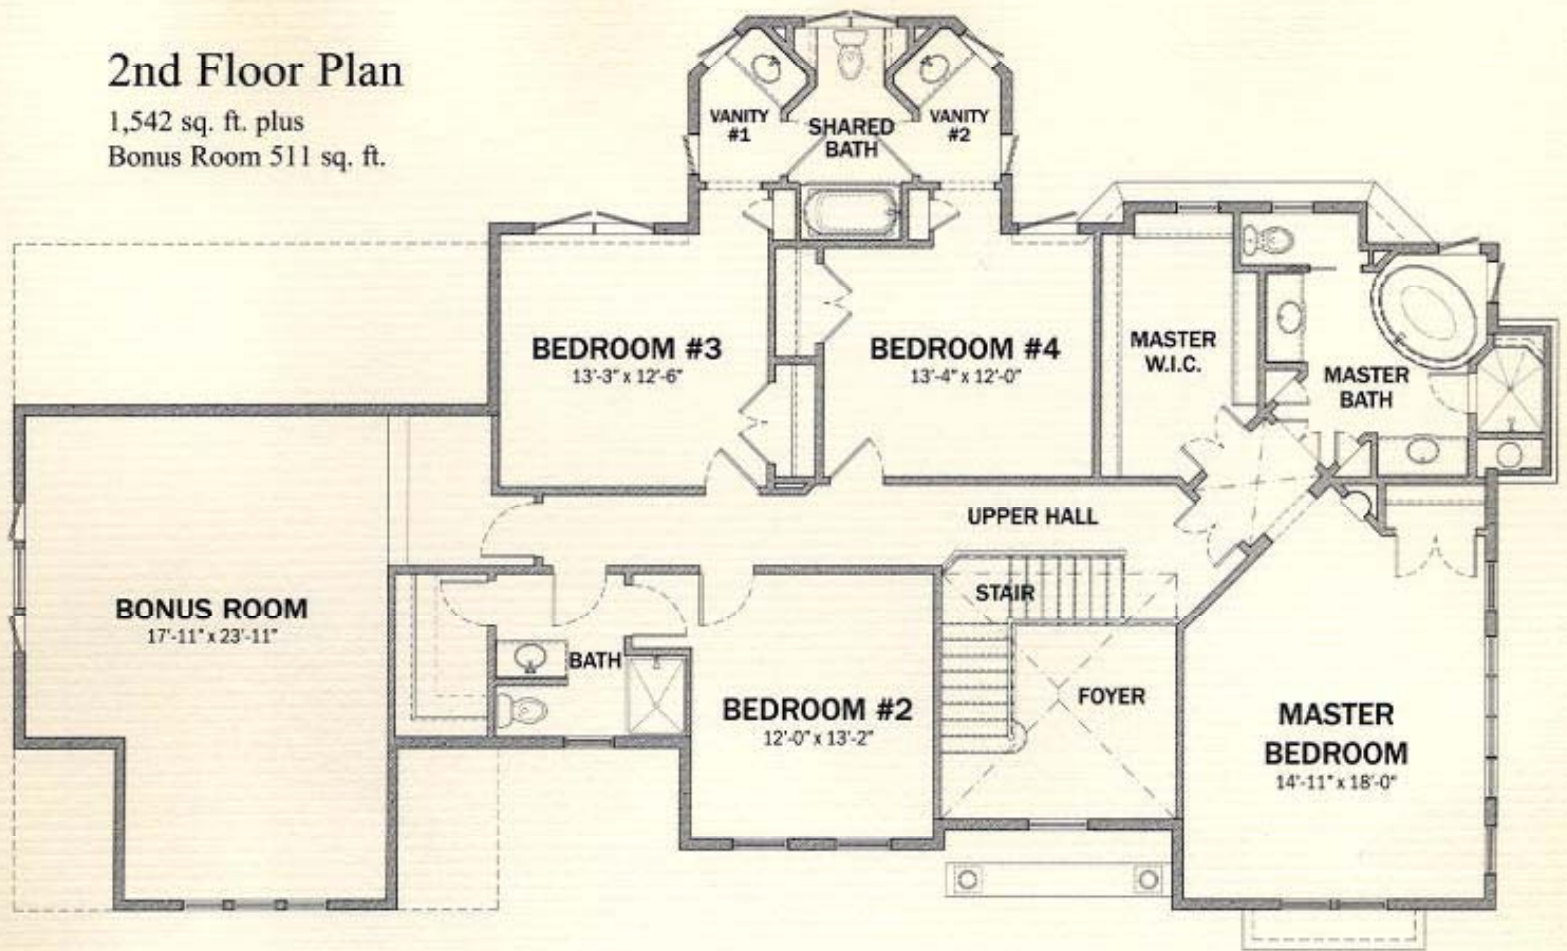 2nd Floor Plan
1,542 sq. ft. plus
Bonus Room 511 sq. ft.
VANITY
#1
SHARED
BATH
VANITY
#2
BEDROOM #3
13'-3" x 12'-6"
BEDROOM #4
13'-4" x 12'-0"
MASTER
W.I.C.
MASTER
BATH
UPPER HALL
BONUS ROOM
17'-11" x 23'-11"
STAIR
BATH
BEDROOM #2
12'-0" x 13'-2"
FOYER
MASTER
BEDROOM
14'-11" x 18'-0"